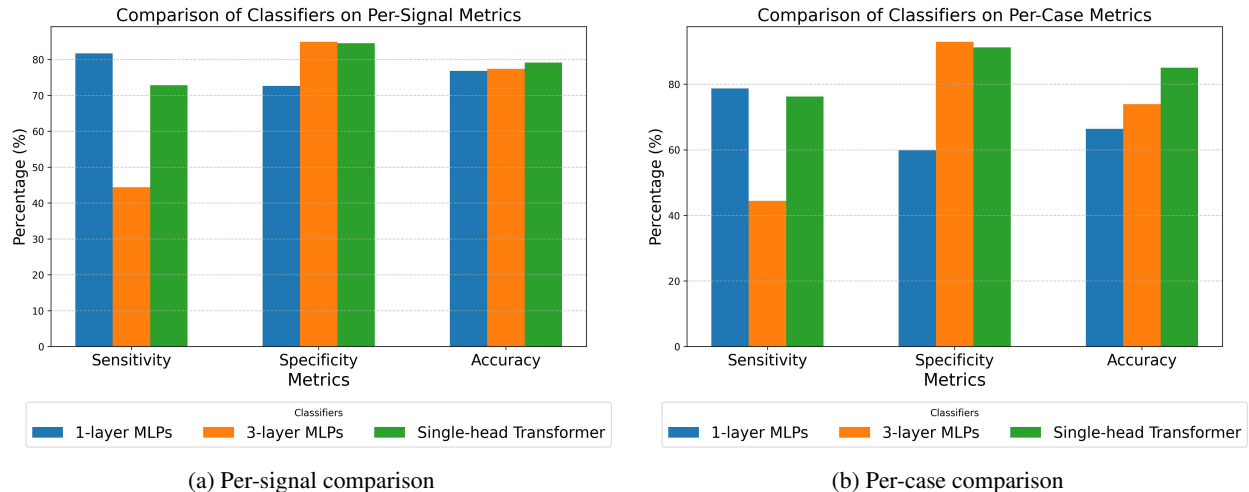 Comparison of Classifiers on Per-Signal Metrics
Percentage (%)
80
70
60
50
40
30
20
10
0
Sensitivity Specificity Accuracy
Metrics
Classifiers
1-layer MLPs 3-layer MLPs Single-head Transformer
(a) Per-signal comparison
Comparison of Classifiers on Per-Case Metrics
Percentage (%)
80
60
40
20
0
Sensitivity Specificity Accuracy
Metrics
Classifiers
1-layer MLPs 3-layer MLPs Single-head Transformer
(b) Per-case comparison